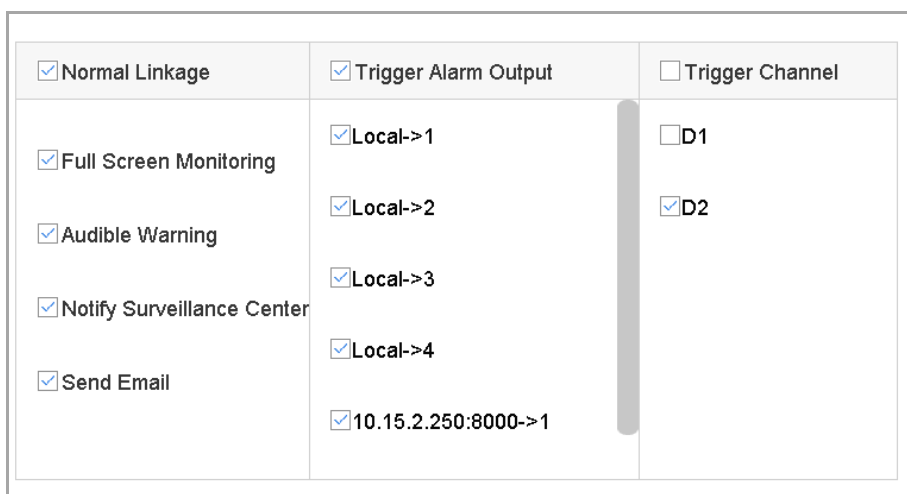 Normal Linkage
Trigger Alarm Output
Trigger Channel
Full Screen Monitoring
Audible Warning
Notify Surveillance Center
Send Email
Local->1
Local->2
Local->3
Local->4
10.15.2.250:8000->1
D1
D2